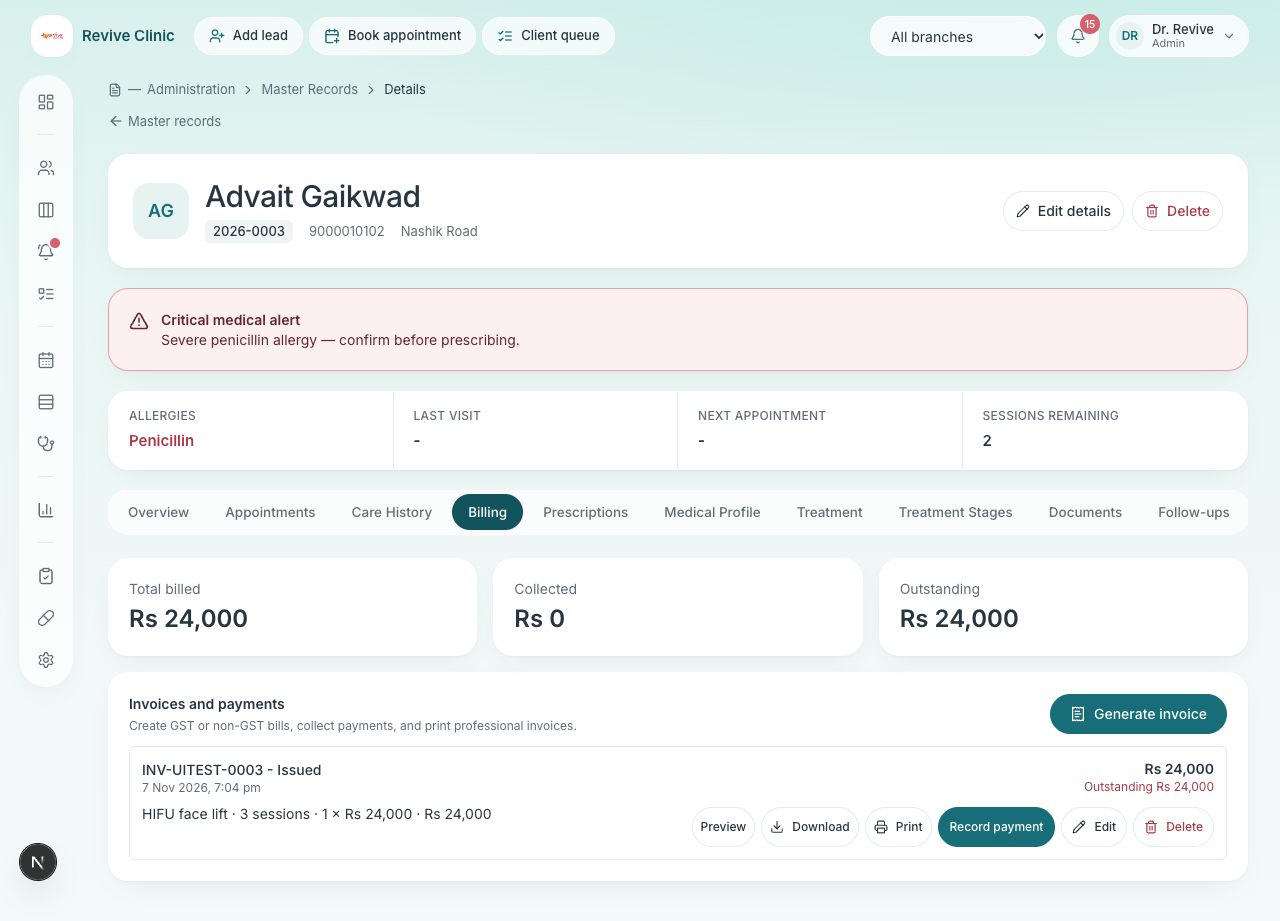 Revive Clinic
Add lead
Book appointment
Client queue
All branches
15
DR
Dr. Revive
Admin
— Administration > Master Records > Details
← Master records
AG
Advait Gaikwad
2026-0003 9000010102 Nashik Road
Edit details
Delete
Critical medical alert
Severe penicillin allergy — confirm before prescribing.
ALLERGIES
Penicillin
LAST VISIT
-
NEXT APPOINTMENT
-
SESSIONS REMAINING
2
Overview Appointments Care History Billing Prescriptions Medical Profile Treatment Treatment Stages Documents Follow-ups
Total billed
Rs 24,000
Collected
Rs 0
Outstanding
Rs 24,000
Invoices and payments
Create GST or non-GST bills, collect payments, and print professional invoices.
Generate invoice
INV-UITEST-0003 - Issued
7 Nov 2026, 7:04 pm
Rs 24,000
Outstanding Rs 24,000
HIFU face lift · 3 sessions · 1 × Rs 24,000 · Rs 24,000
Preview Download Print Record payment Edit Delete
N